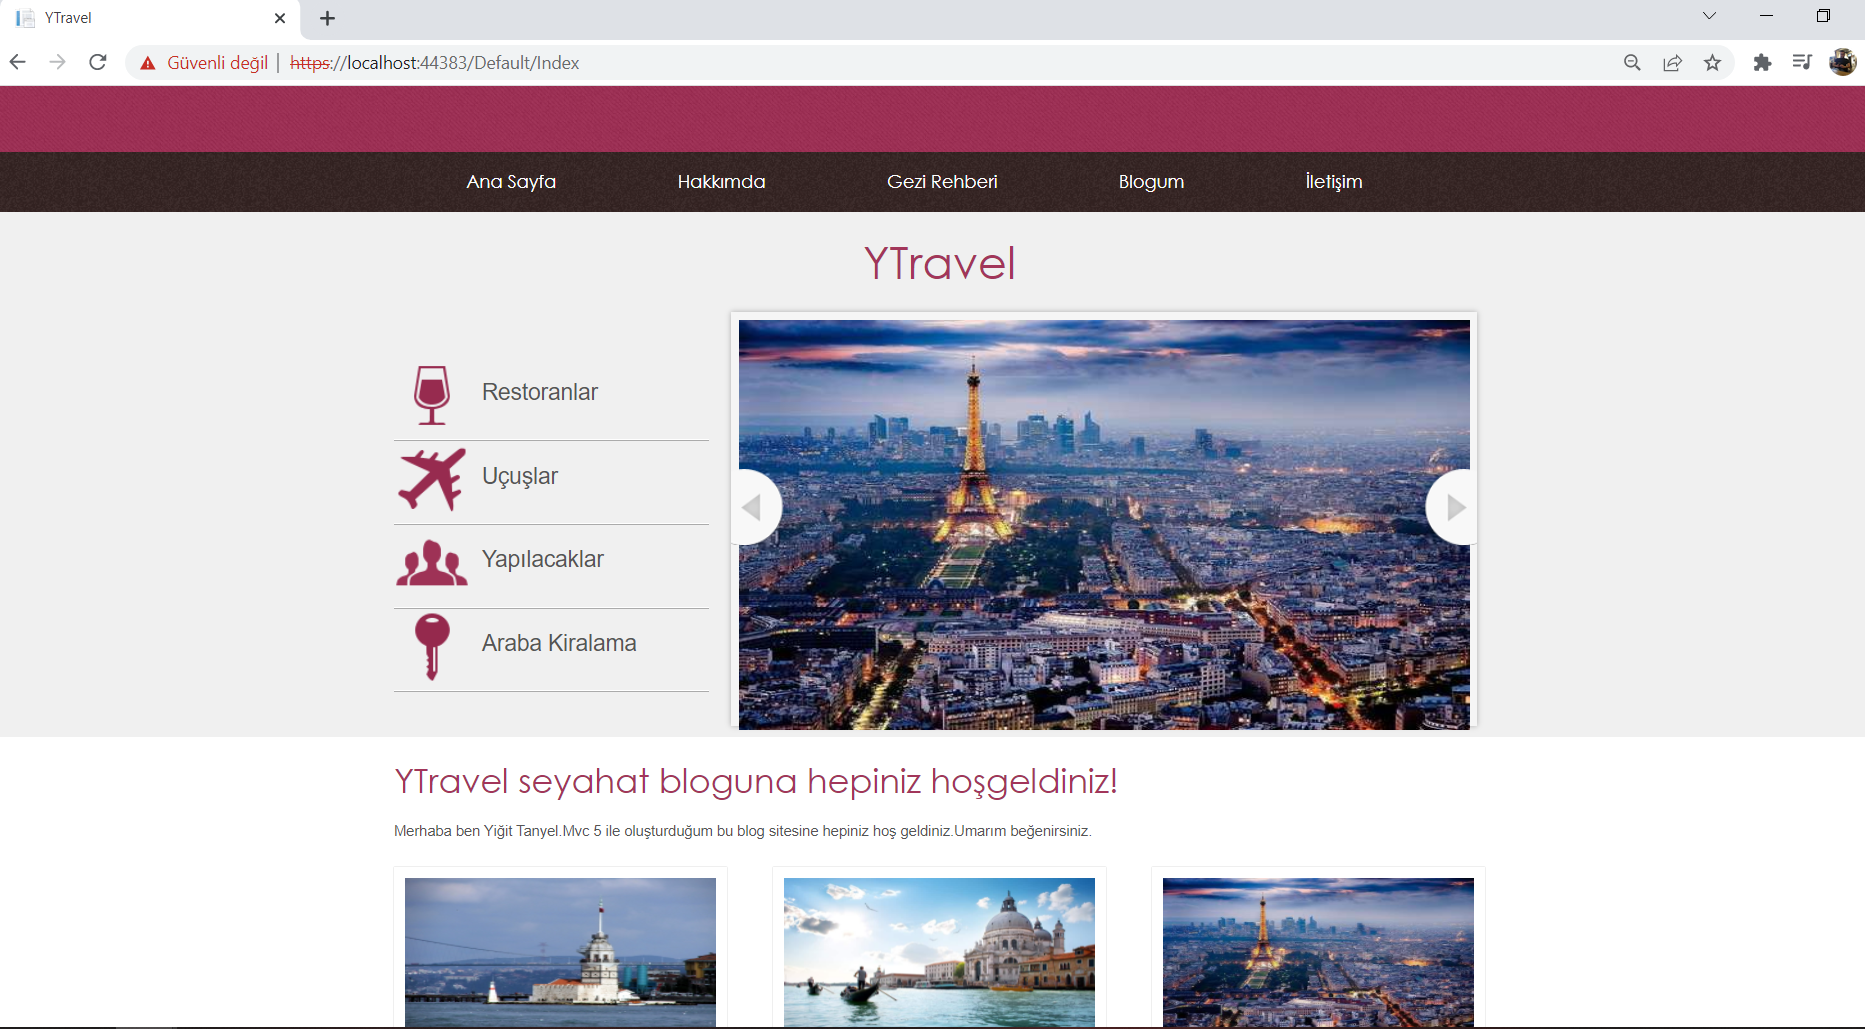 YTravel
Güvenli değil | https://localhost:44383/Default/Index
Ana Sayfa Hakkımda Gezi Rehberi Blogum İletişim
YTravel
Restoranlar
Uçuşlar
Yapılacaklar
Araba Kiralama
YTravel seyahat bloguna hepiniz hoşgeldiniz!
Merhaba ben Yiğit Tanyel.Mvc 5 ile oluşturduğum bu blog sitesine hepiniz hoş geldiniz.Umarım beğenirsiniz.